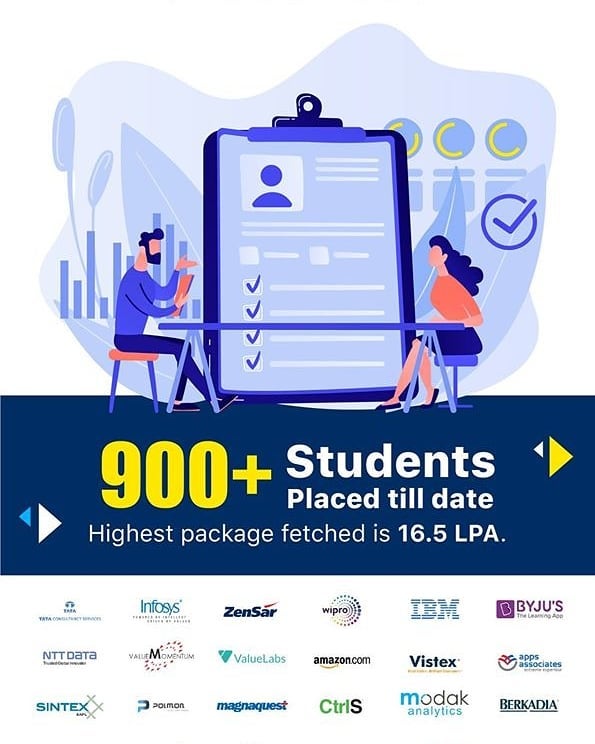 900+ Students
Placed till date
Highest package fetched is 16.5 LPA.
TATA
TATA CONSULTANCY SERVICES
Infosys
ZenSar
wipro
IBM
BYJU'S
The Learning App
NTT DATA
Trusted Global Innovator
VALUEMOMENTUM
ValueLabs
amazon.com
Vistex
apps
associates
SINTEX
POLMON
magnaquest
CtrlS
modak
analytics
BERKADIA